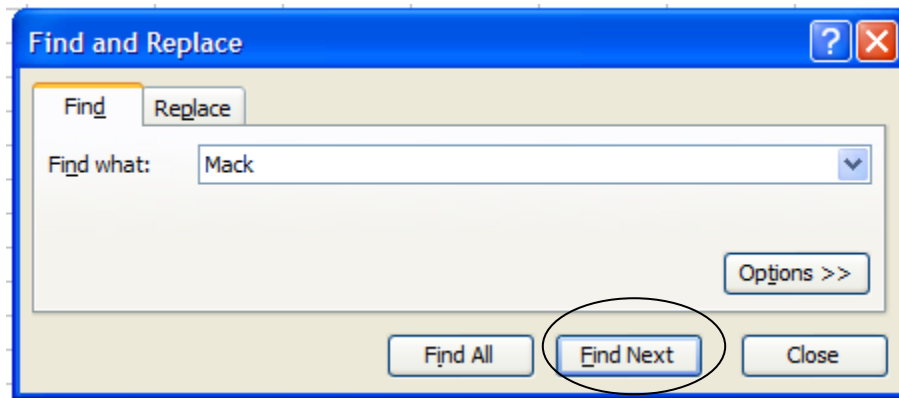 Find and Replace ?
Find Replace
Find what: Mack
Options >>
Find All Find Next Close